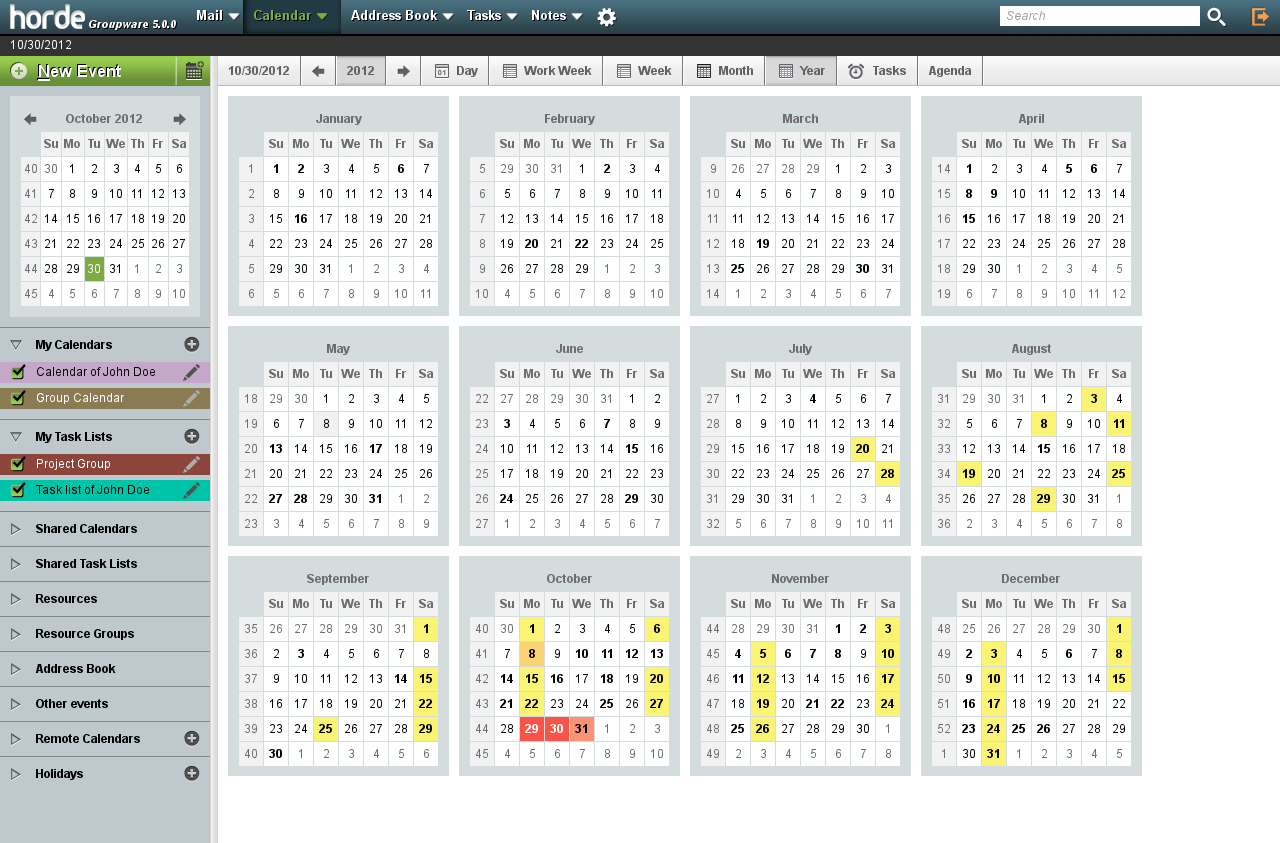 horde Groupware 5.0.0
Mail Calendar Address Book Tasks Notes
Search
10/30/2012
New Event
10/30/2012 2012 Day Work Week Week Month Year Tasks Agenda
October 2012
Su Mo Tu We Th Fr Sa
40 30 1 2 3 4 5 6
41 7 8 9 10 11 12 13
42 14 15 16 17 18 19 20
43 21 22 23 24 25 26 27
44 28 29 30 31 1 2 3
45 4 5 6 7 8 9 10
My Calendars
Calendar of John Doe
Group Calendar
My Task Lists
Project Group
Task list of John Doe
Shared Calendars
Shared Task Lists
Resources
Resource Groups
Address Book
Other events
Remote Calendars
Holidays
January
Su Mo Tu We Th Fr Sa
1 1 2 3 4 5 6 7
2 8 9 10 11 12 13 14
3 15 16 17 18 19 20 21
4 22 23 24 25 26 27 28
5 29 30 31 1 2 3 4
6 5 6 7 8 9 10 11
February
Su Mo Tu We Th Fr Sa
5 29 30 31 1 2 3 4
6 5 6 7 8 9 10 11
7 12 13 14 15 16 17 18
8 19 20 21 22 23 24 25
9 26 27 28 29 1 2 3
10 4 5 6 7 8 9 10
March
Su Mo Tu We Th Fr Sa
9 26 27 28 29 1 2 3
10 4 5 6 7 8 9 10
11 11 12 13 14 15 16 17
12 18 19 20 21 22 23 24
13 25 26 27 28 29 30 31
14 1 2 3 4 5 6 7
April
Su Mo Tu We Th Fr Sa
14 1 2 3 4 5 6 7
15 8 9 10 11 12 13 14
16 15 16 17 18 19 20 21
17 22 23 24 25 26 27 28
18 29 30 1 2 3 4 5
19 6 7 8 9 10 11 12
May
Su Mo Tu We Th Fr Sa
18 29 30 1 2 3 4 5
19 6 7 8 9 10 11 12
20 13 14 15 16 17 18 19
21 20 21 22 23 24 25 26
22 27 28 29 30 31 1 2
23 3 4 5 6 7 8 9
June
Su Mo Tu We Th Fr Sa
22 27 28 29 30 31 1 2
23 3 4 5 6 7 8 9
24 10 11 12 13 14 15 16
25 17 18 19 20 21 22 23
26 24 25 26 27 28 29 30
27 1 2 3 4 5 6 7
July
Su Mo Tu We Th Fr Sa
27 1 2 3 4 5 6 7
28 8 9 10 11 12 13 14
29 15 16 17 18 19 20 21
30 22 23 24 25 26 27 28
31 29 30 31 1 2 3 4
32 5 6 7 8 9 10 11
August
Su Mo Tu We Th Fr Sa
31 29 30 31 1 2 3 4
32 5 6 7 8 9 10 11
33 12 13 14 15 16 17 18
34 19 20 21 22 23 24 25
35 26 27 28 29 30 31 1
36 2 3 4 5 6 7 8
September
Su Mo Tu We Th Fr Sa
35 26 27 28 29 30 31 1
36 2 3 4 5 6 7 8
37 9 10 11 12 13 14 15
38 16 17 18 19 20 21 22
39 23 24 25 26 27 28 29
40 30 1 2 3 4 5 6
October
Su Mo Tu We Th Fr Sa
40 30 1 2 3 4 5 6
41 7 8 9 10 11 12 13
42 14 15 16 17 18 19 20
43 21 22 23 24 25 26 27
44 28 29 30 31 1 2 3
45 4 5 6 7 8 9 10
November
Su Mo Tu We Th Fr Sa
44 28 29 30 31 1 2 3
45 4 5 6 7 8 9 10
46 11 12 13 14 15 16 17
47 18 19 20 21 22 23 24
48 25 26 27 28 29 30 1
49 2 3 4 5 6 7 8
December
Su Mo Tu We Th Fr Sa
48 25 26 27 28 29 30 1
49 2 3 4 5 6 7 8
50 9 10 11 12 13 14 15
51 16 17 18 19 20 21 22
52 23 24 25 26 27 28 29
1 30 31 1 2 3 4 5